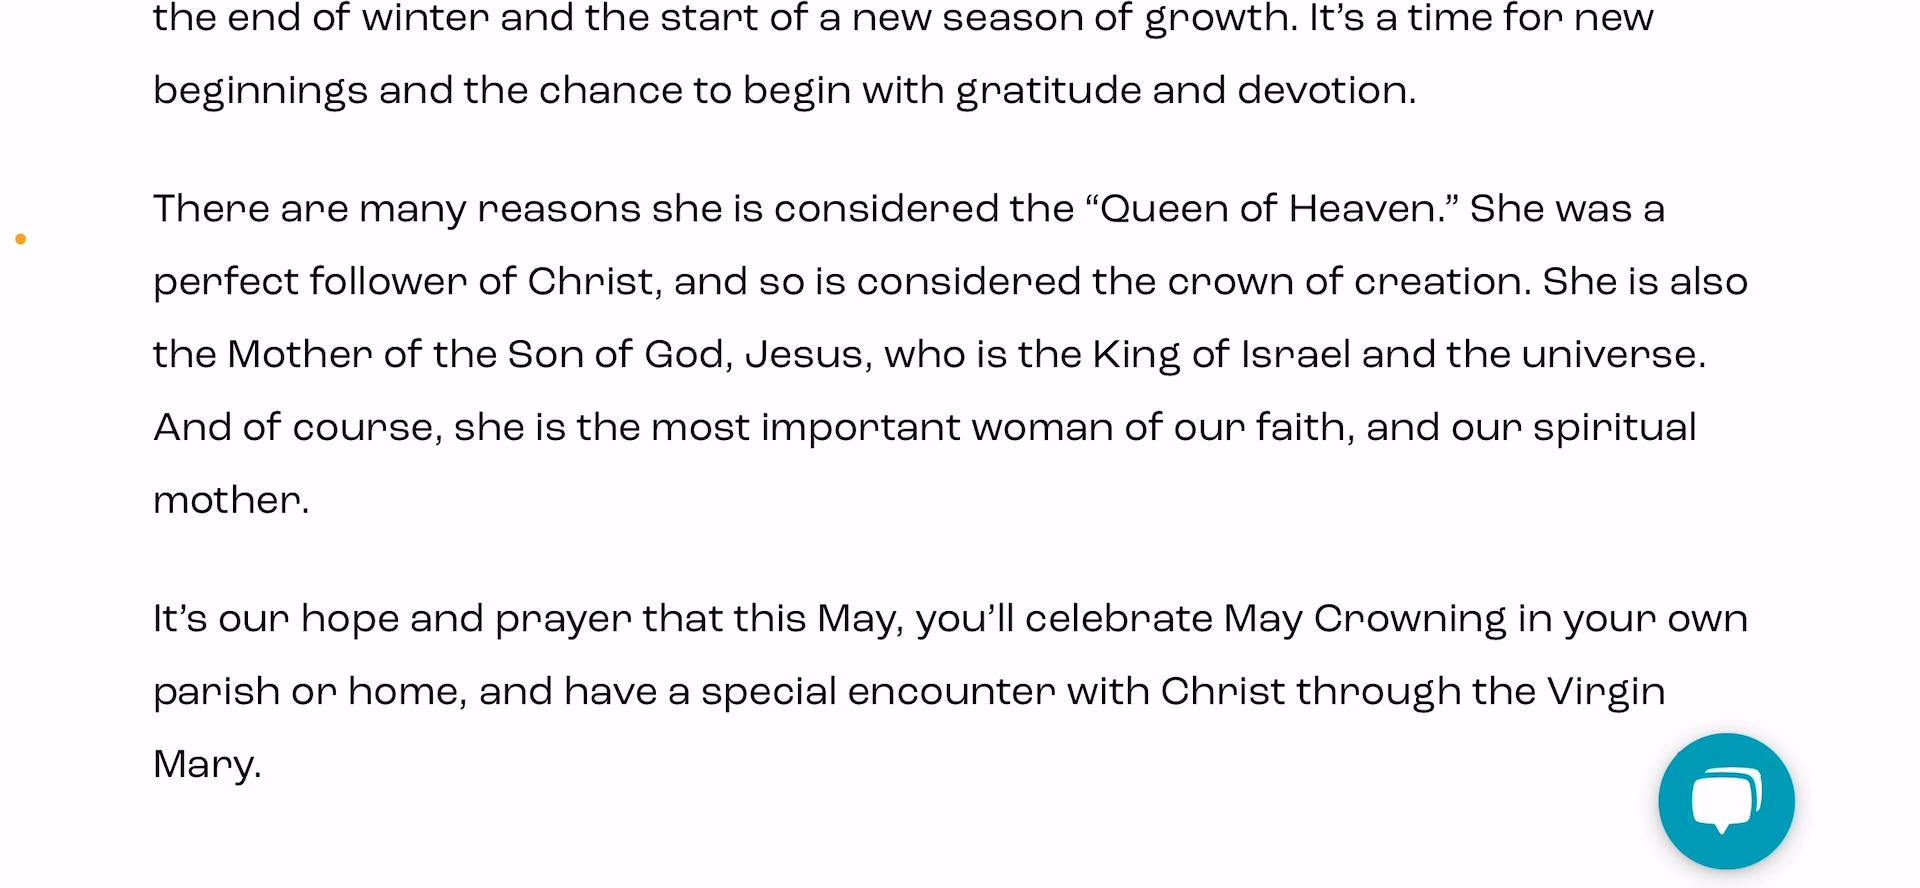 the end of winter and the start of a new season of growth. It’s a time for new
beginnings and the chance to begin with gratitude and devotion.
There are many reasons she is considered the “Queen of Heaven.” She was a
perfect follower of Christ, and so is considered the crown of creation. She is also
the Mother of the Son of God, Jesus, who is the King of Israel and the universe.
And of course, she is the most important woman of our faith, and our spiritual
mother.
It’s our hope and prayer that this May, you’ll celebrate May Crowning in your own
parish or home, and have a special encounter with Christ through the Virgin
Mary.